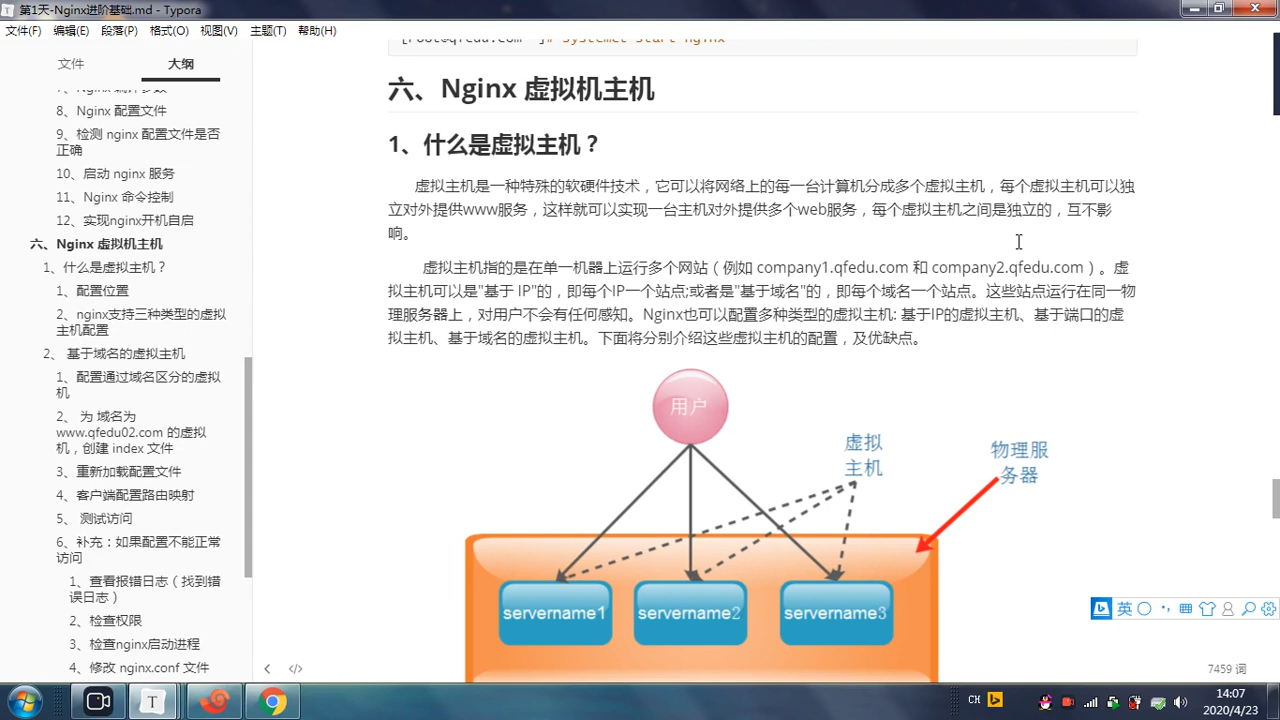 第1天-Nginx进阶基础.md - Typora
文件(F) 编辑(E) 段落(P) 格式(O) 视图(V) 主题(T) 帮助(H)
文件
大纲
8、Nginx 配置文件
9、检测 nginx 配置文件是否
正确
10、启动 nginx 服务
11、Nginx 命令控制
12、实现nginx开机自启
六、Nginx 虚拟机主机
1、什么是虚拟主机？
1、配置位置
2、nginx支持三种类型的虚拟
主机配置
2、 基于域名的虚拟主机
1、配置通过域名区分的虚拟
机
2、 为 域名为
www.qfedu02.com 的虚拟
机，创建 index 文件
3、重新加载配置文件
4、客户端配置路由映射
5、 测试访问
6、补充：如果配置不能正常
访问
1、查看报错日志（找到错
误日志）
2、检查权限
3、检查nginx启动进程
4、修改 nginx.conf 文件
六、Nginx 虚拟机主机
1、什么是虚拟主机？
虚拟主机是一种特殊的软硬件技术，它可以将网络上的每一台计算机分成多个虚拟主机，每个虚拟主机可以独
立对外提供www服务，这样就可以实现一台主机对外提供多个web服务，每个虚拟主机之间是独立的，互不影
响。
虚拟主机指的是在单一机器上运行多个网站（例如 company1.qfedu.com 和 company2.qfedu.com ）。虚
拟主机可以是"基于 IP"的，即每个IP一个站点;或者是"基于域名"的，即每个域名一个站点。这些站点运行在同一物
理服务器上，对用户不会有任何感知。Nginx也可以配置多种类型的虚拟主机: 基于IP的虚拟主机、基于端口的虚
拟主机、基于域名的虚拟主机。下面将分别介绍这些虚拟主机的配置，及优缺点。
用户
虚拟
主机
物理服
务器
servername1
servername2
servername3
英
7459 词
CH
14:07
2020/4/23